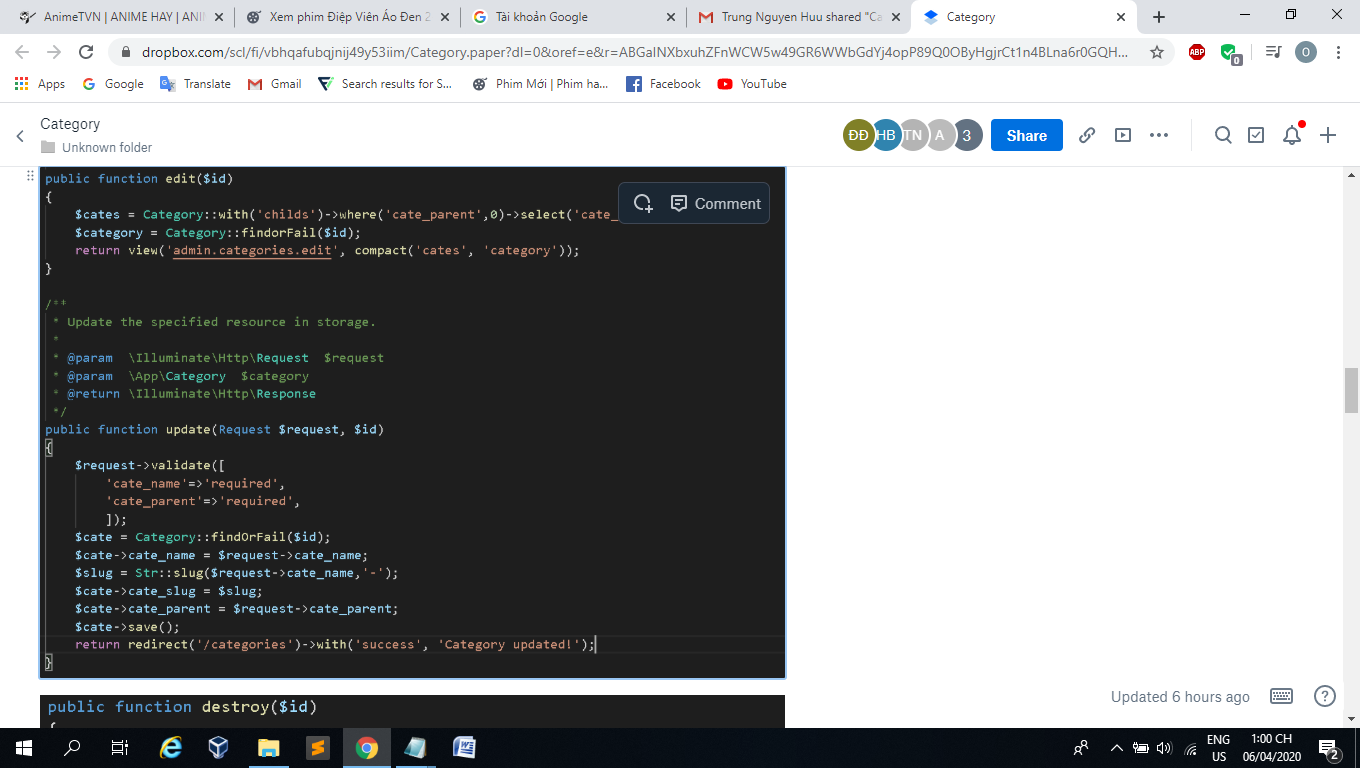 AnimeTVN | ANIME HAY | ANI
Xem phim Điệp Viên Áo Đen 2
Tài khoản Google
Trung Nguyen Huu shared "Ca
Category
dropbox.com/scl/fi/vbhqafubqjnij49y53iim/Category.paper?dl=0&oref=e&r=ABGaINXbxuhZFnWCW5w49GR6WWbGdYj4opP89Q0OByHgjrCt1n4BLna6r0GQH...
ABP
0
O
Apps
Google
Translate
Gmail
Search results for S...
Phim Mới | Phim ha...
Facebook
YouTube
Category
Unknown folder
ĐĐ
HB
TN
A
3
Share
Comment
public function edit($id)
{
$cates = Category::with('childs')->where('cate_parent',0)->select('cate_
$category = Category::findorFail($id);
return view('admin.categories.edit', compact('cates', 'category'));
}
/**
* Update the specified resource in storage.
*
* @param \Illuminate\Http\Request $request
* @param \App\Category $category
* @return \Illuminate\Http\Response
*/
public function update(Request $request, $id)
{
$request->validate([
'cate_name'=>'required',
'cate_parent'=>'required',
]);
$cate = Category::findOrFail($id);
$cate->cate_name = $request->cate_name;
$slug = Str::slug($request->cate_name,'-');
$cate->cate_slug = $slug;
$cate->cate_parent = $request->cate_parent;
$cate->save();
return redirect('/categories')->with('success', 'Category updated!');
}
public function destroy($id)
Updated 6 hours ago
ENG
US
1:00 CH
06/04/2020
2